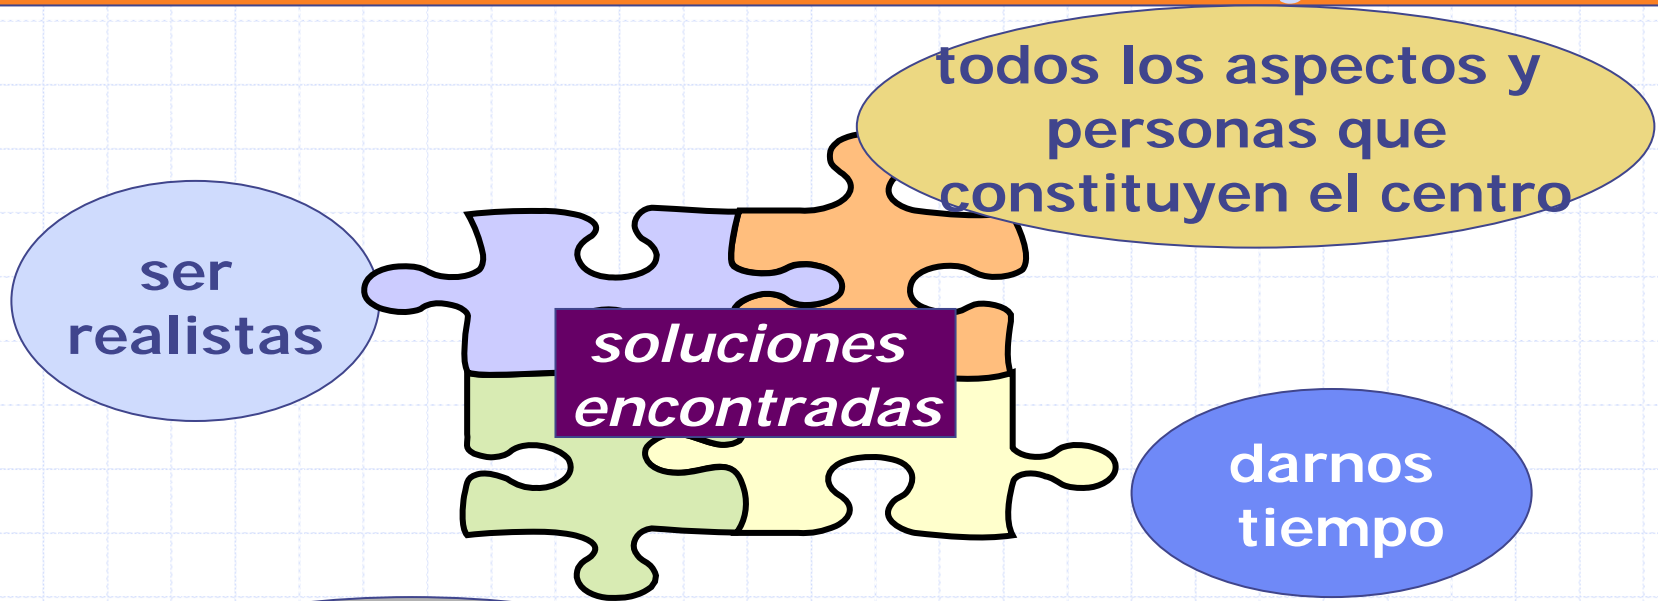 todos los aspectos y
personas que
constituyen el centro
ser
realistas
soluciones
encontradas
darnos
tiempo